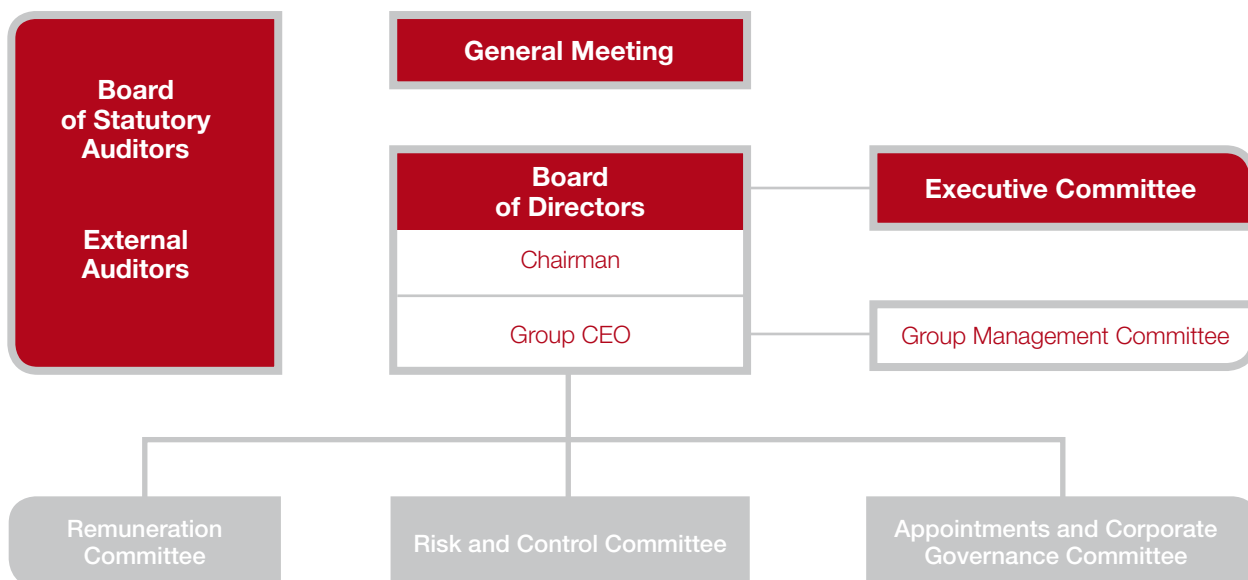 Board
of Statutory
Auditors
External
Auditors
General Meeting
Board
of Directors
Chairman
Group CEO
Executive Committee
Group Management Committee
Remuneration
Committee
Risk and Control Committee
Appointments and Corporate
Governance Committee